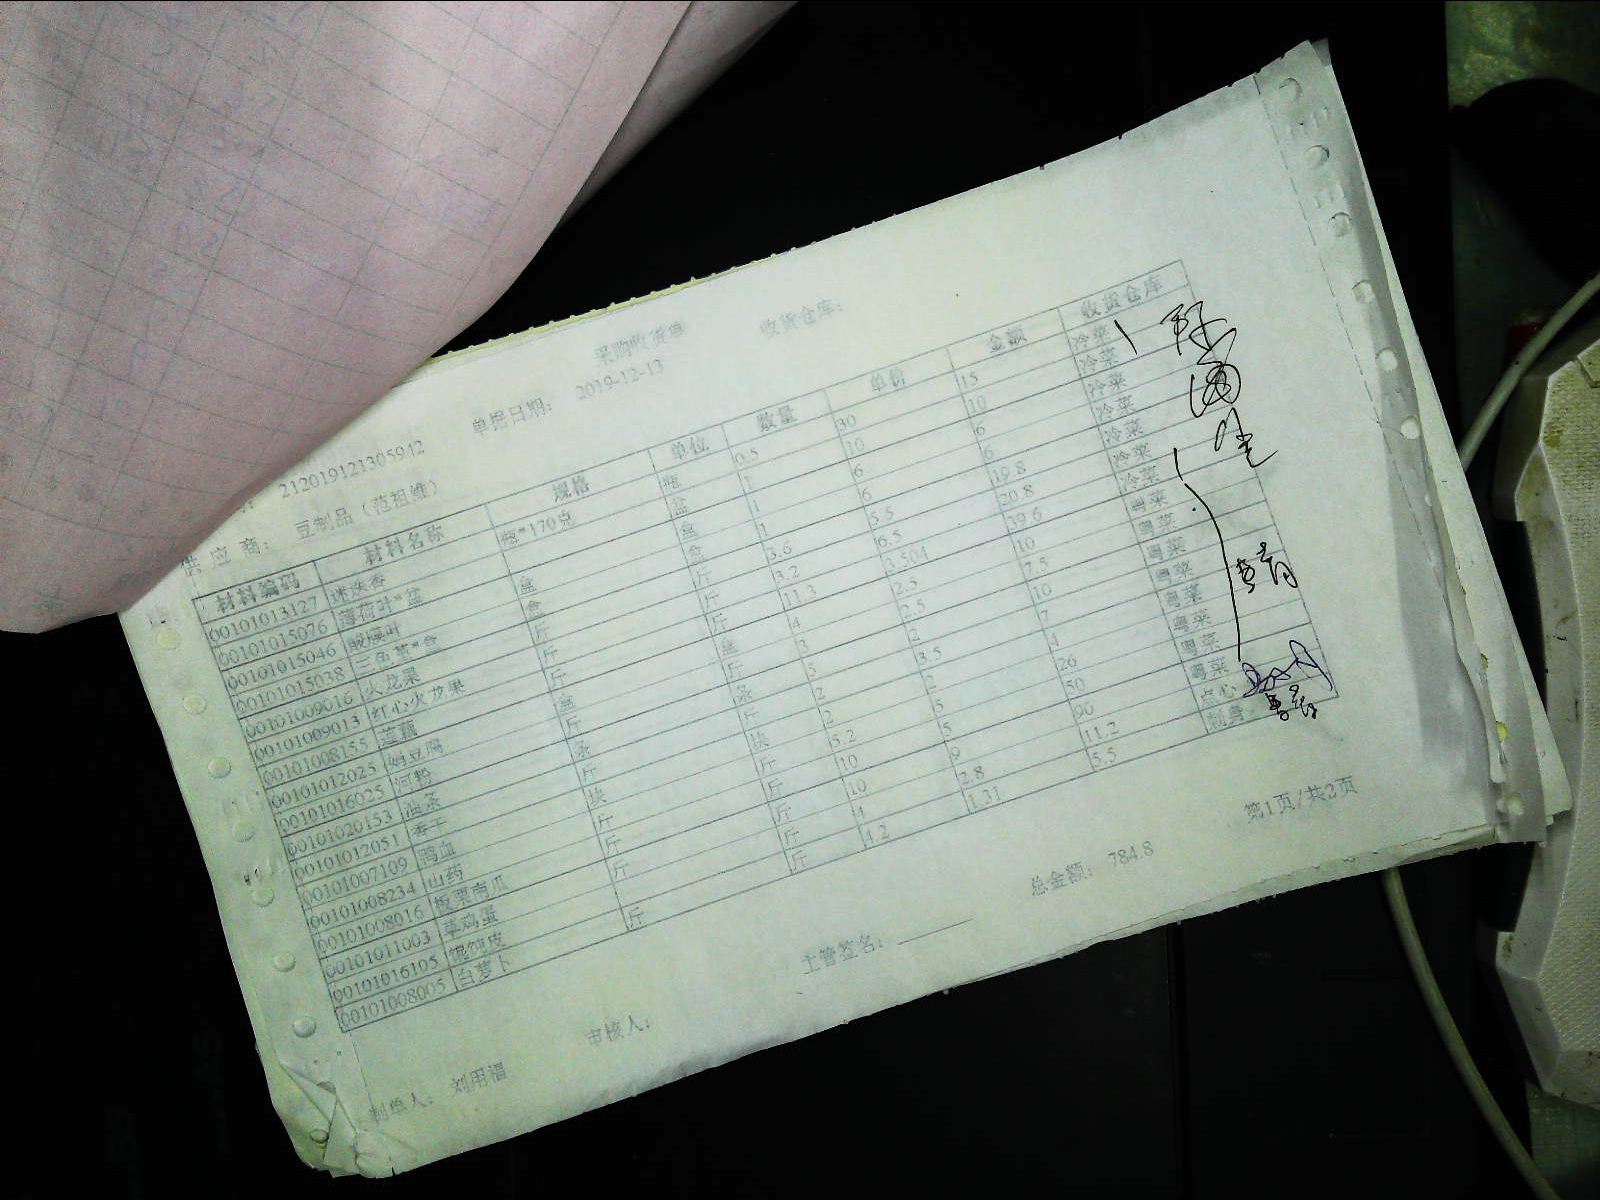 采购收货单
收货仓库:
212019121305942 单据日期: 2019-12-13
供应商: 豆制品(范祖维)
材料编码 材料名称 规格 单位 数量 单价 金额 收货仓库
00101013127 迷迭香 瓶*170克 瓶 0.5 30 15 冷菜
00101015076 薄荷叶*盆 盆 1 10 10 冷菜
00101015046 酸模叶 盒 盒 1 6 6 冷菜
00101015038 三色堇*盒 盒 盒 1 6 6 冷菜
00101009016 火龙果 斤 斤 3.6 5.5 19.8 冷菜
00101009013 红心火龙果 斤 斤 3.2 6.5 20.8 冷菜
00101008155 莲藕 斤 斤 11.3 3.504 39.6 冷菜
00101012025 绢豆腐 盒 盒 4 2.5 10 粤菜
00101016025 河粉 斤 斤 3 2.5 7.5 粤菜
00101020153 油条 条 条 5 2 10 粤菜
00101012051 香干 斤 斤 2 3.5 7 粤菜
00101007109 鸭血 块 块 2 2 4 粤菜
00101008234 山药 斤 斤 5.2 5 26 粤菜
00101008016 板栗南瓜 斤 斤 10 5 50 粤菜
00101011003 草鸡蛋 斤 斤 10 9 90 粤菜
00101016105 馄饨皮 斤 4 2.8 11.2 点心
00101008005 白萝卜 斤 斤 4.2 1.31 5.5 刺身
主管签名: 总金额: 784.8 第1页/共2页
制单人: 刘用福 审核人: